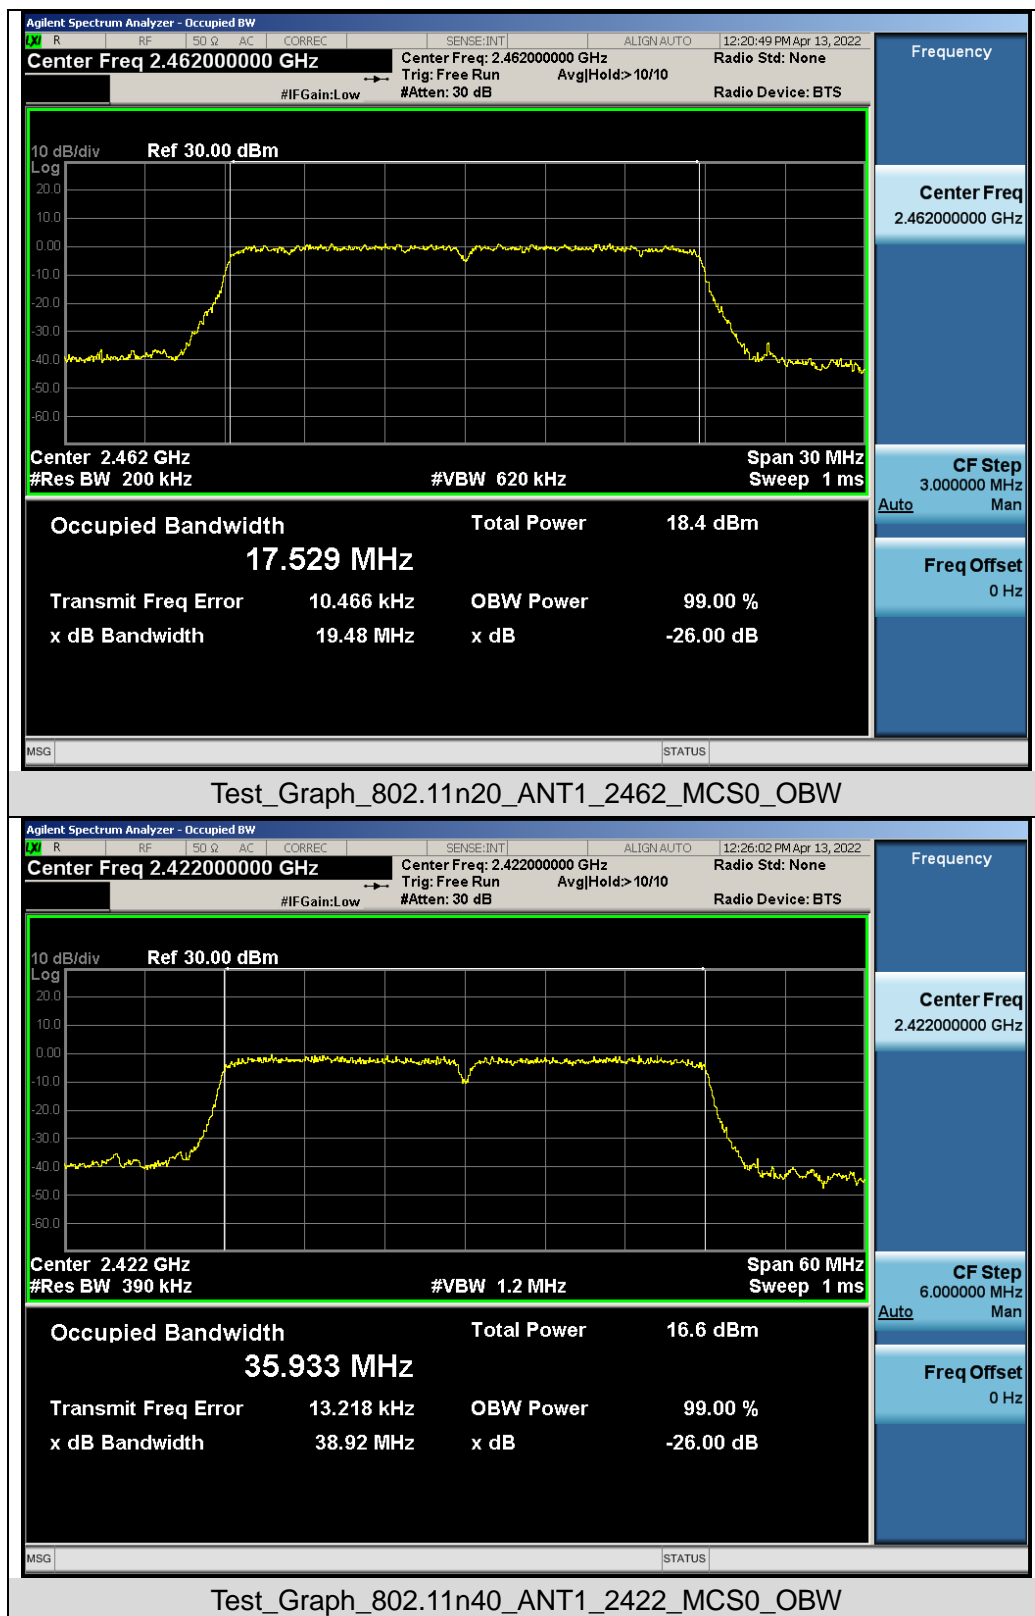 Agilent Spectrum Analyzer - Occupied BW
LXI R RF 50 Ω AC CORREC SENSE:INT ALIGN AUTO 12:20:49 PM Apr 13, 2022
Center Freq 2.462000000 GHz
Center Freq: 2.462000000 GHz
Radio Std: None
Trig: Free Run Avg|Hold:>10/10
#IFGain:Low
#Atten: 30 dB
Radio Device: BTS
Frequency
10 dB/div Ref 30.00 dBm
Log
20.0
10.0
0.00
-10.0
-20.0
-30.0
-40.0
-50.0
-60.0
Center Freq
2.462000000 GHz
Center 2.462 GHz Span 30 MHz
#Res BW 200 kHz #VBW 620 kHz Sweep 1 ms
CF Step
3.000000 MHz
Auto Man
Freq Offset
0 Hz
Occupied Bandwidth Total Power 18.4 dBm
17.529 MHz
Transmit Freq Error 10.466 kHz OBW Power 99.00 %
x dB Bandwidth 19.48 MHz x dB -26.00 dB
MSG STATUS
Test_Graph_802.11n20_ANT1_2462_MCS0_OBW
Agilent Spectrum Analyzer - Occupied BW
LXI R RF 50 Ω AC CORREC SENSE:INT ALIGN AUTO 12:26:02 PM Apr 13, 2022
Center Freq 2.422000000 GHz
Center Freq: 2.422000000 GHz
Radio Std: None
Trig: Free Run Avg|Hold:>10/10
#IFGain:Low
#Atten: 30 dB
Radio Device: BTS
Frequency
10 dB/div Ref 30.00 dBm
Log
20.0
10.0
0.00
-10.0
-20.0
-30.0
-40.0
-50.0
-60.0
Center Freq
2.422000000 GHz
Center 2.422 GHz Span 60 MHz
#Res BW 390 kHz #VBW 1.2 MHz Sweep 1 ms
CF Step
6.000000 MHz
Auto Man
Freq Offset
0 Hz
Occupied Bandwidth Total Power 16.6 dBm
35.933 MHz
Transmit Freq Error 13.218 kHz OBW Power 99.00 %
x dB Bandwidth 38.92 MHz x dB -26.00 dB
MSG STATUS
Test_Graph_802.11n40_ANT1_2422_MCS0_OBW